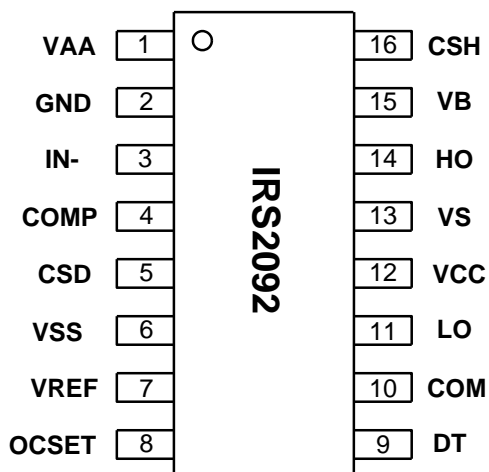 VAA 1 16 CSH
GND 2 15 VB
IN- 3 14 HO
COMP 4 13 VS
CSD 5 12 VCC
VSS 6 11 LO
VREF 7 10 COM
OCSET 8 9 DT
IRS2092